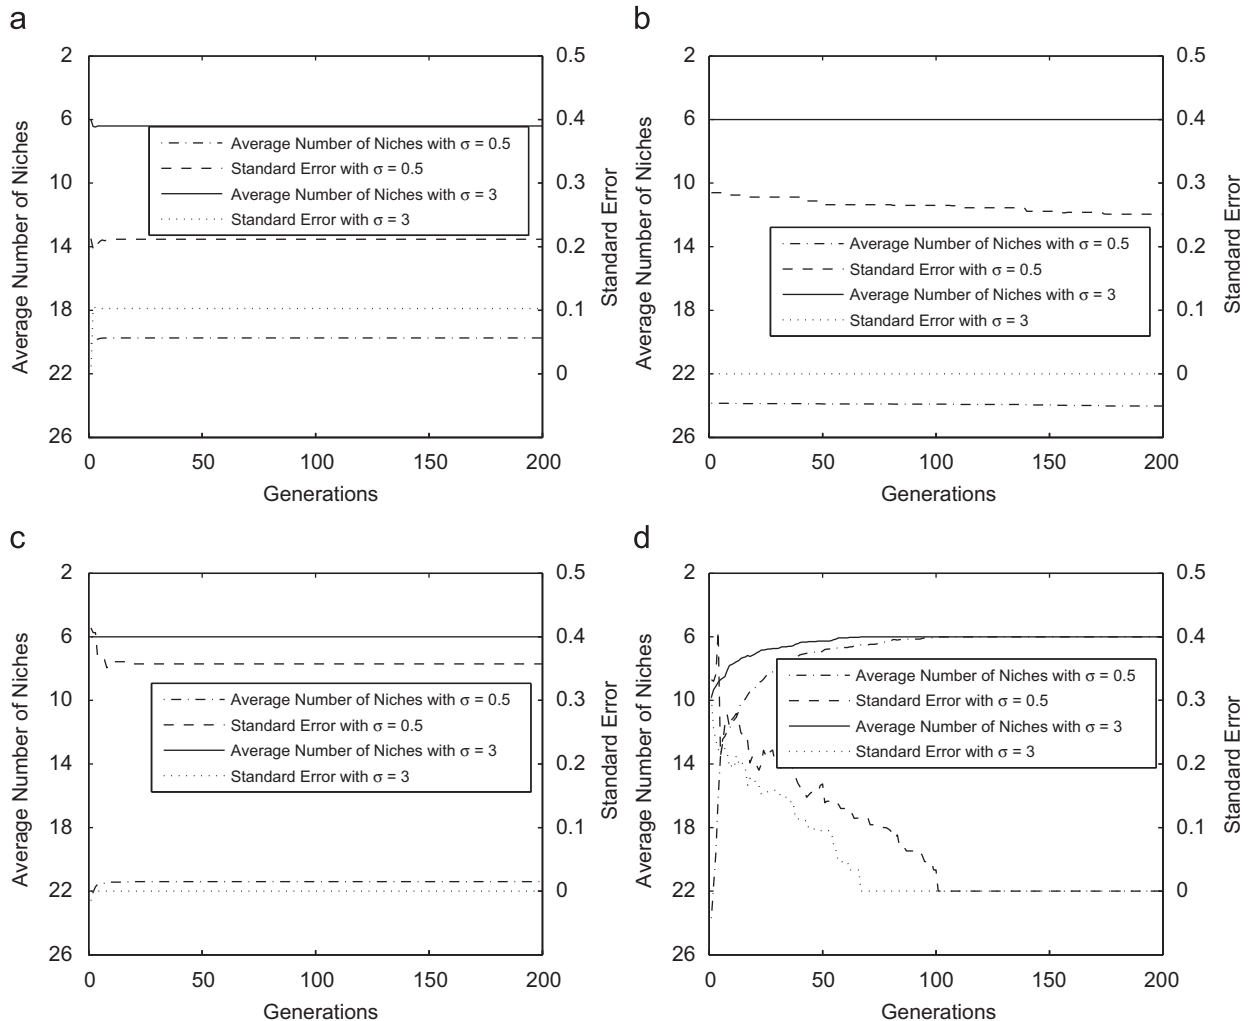 a
2
6
10
14
18
22
26
Average Number of Niches
0.5
0.4
0.3
0.2
0.1
0
Standard Error
0
50
100
150
200
Generations
Average Number of Niches with σ = 0.5
Standard Error with σ = 0.5
Average Number of Niches with σ = 3
Standard Error with σ = 3
b
2
6
10
14
18
22
26
Average Number of Niches
0.5
0.4
0.3
0.2
0.1
0
Standard Error
0
50
100
150
200
Generations
Average Number of Niches with σ = 0.5
Standard Error with σ = 0.5
Average Number of Niches with σ = 3
Standard Error with σ = 3
c
2
6
10
14
18
22
26
Average Number of Niches
0.5
0.4
0.3
0.2
0.1
0
Standard Error
0
50
100
150
200
Generations
Average Number of Niches with σ = 0.5
Standard Error with σ = 0.5
Average Number of Niches with σ = 3
Standard Error with σ = 3
d
2
6
10
14
18
22
26
Average Number of Niches
0.5
0.4
0.3
0.2
0.1
0
Standard Error
0
50
100
150
200
Generations
Average Number of Niches with σ = 0.5
Standard Error with σ = 0.5
Average Number of Niches with σ = 3
Standard Error with σ = 3